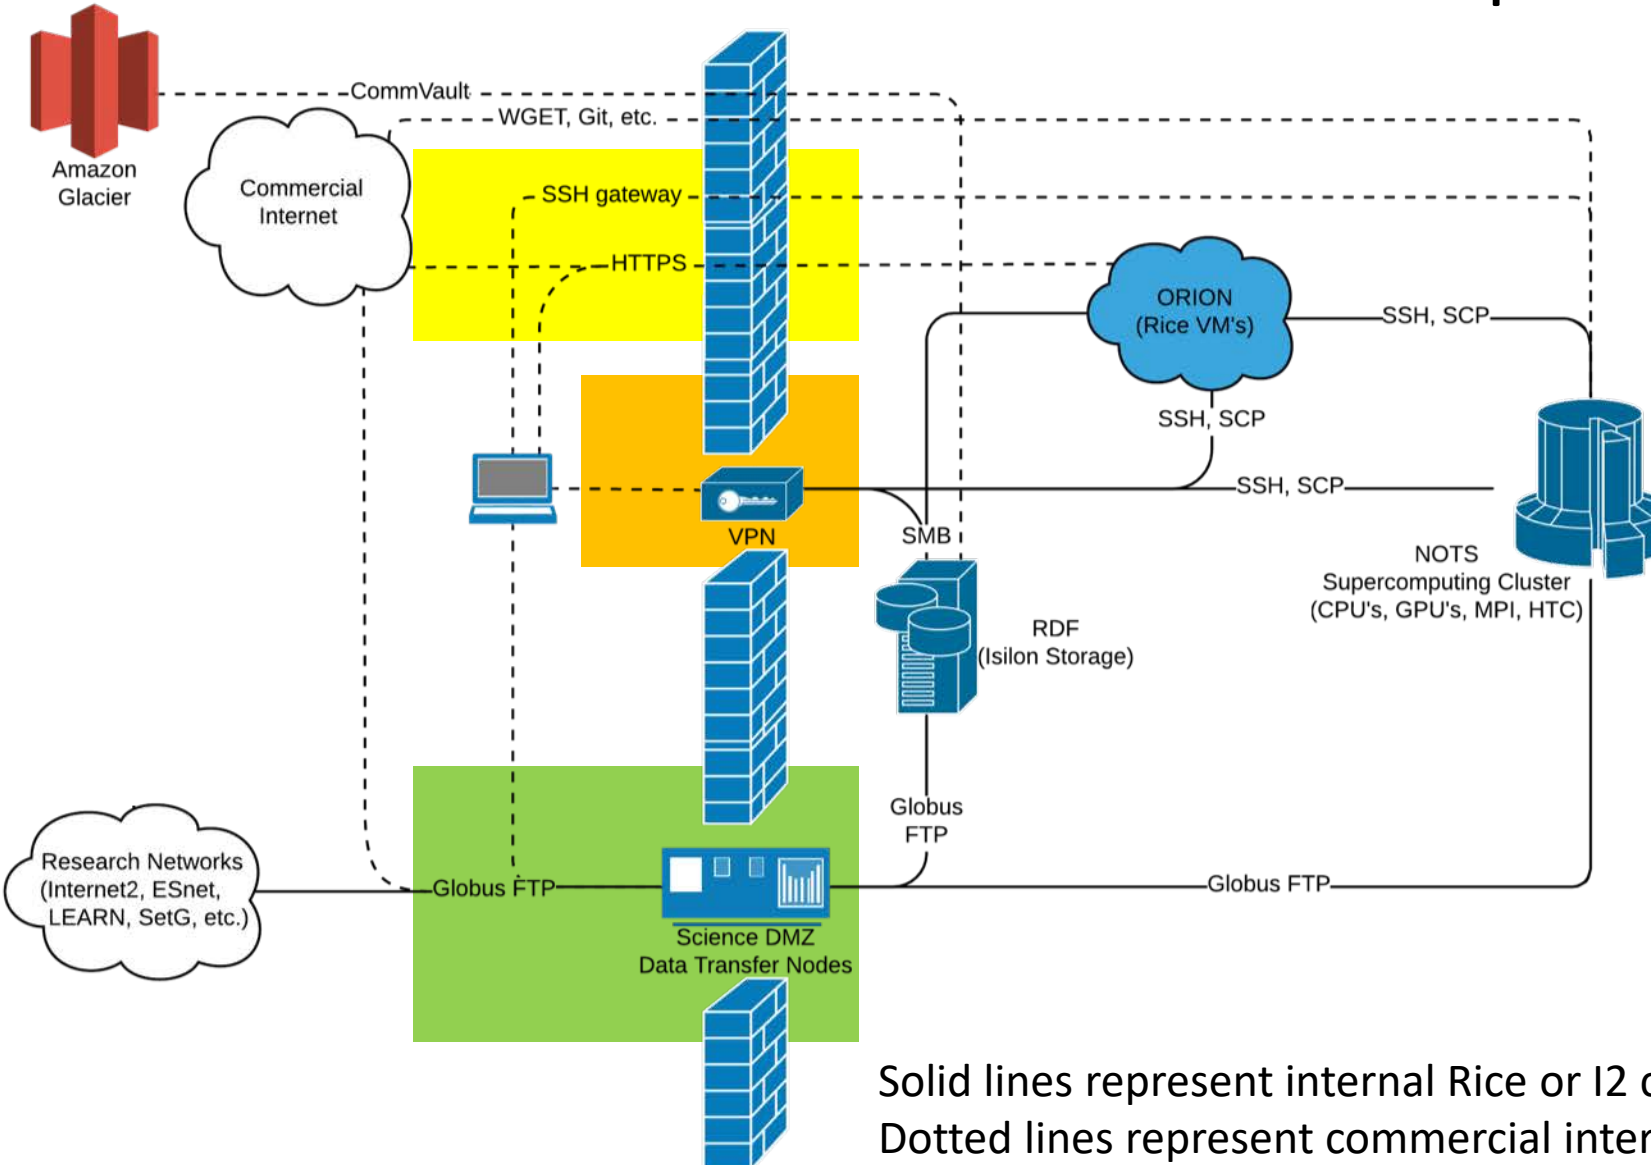 CommVault
WGET, Git, etc.
Amazon
Glacier
Commercial
Internet
SSH gateway
HTTPS
ORION
(Rice VM's)
SSH, SCP
SSH, SCP
SSH, SCP
VPN
SMB
NOTS
Supercomputing Cluster
(CPU's, GPU's, MPI, HTC)
RDF
(Isilon Storage)
Globus
FTP
Research Networks
(Internet2, ESnet,
LEARN, SetG, etc.)
Globus FTP
Globus FTP
Science DMZ
Data Transfer Nodes
Solid lines represent internal Rice or I2
Dotted lines represent commercial